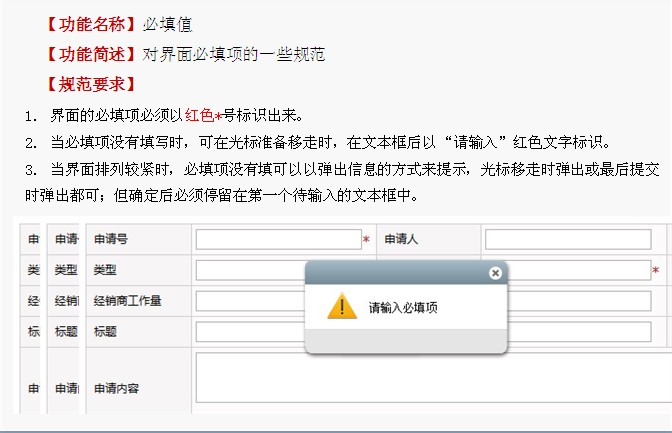 【功能名称】必填值
【功能简述】对界面必填项的一些规范
【规范要求】
1. 界面的必填项必须以红色*号标识出来。
2. 当必填项没有填写时，可在光标准备移走时，在文本框后以“请输入”红色文字标识。
3. 当界面排列较紧时，必填项没有填可以以弹出信息的方式来提示，光标移走时弹出或最后提交
时弹出都可；但确定后必须停留在第一个待输入的文本框中。
申 申请 申请号 * 申请人
类 类型 类型 *
经 经销 经销商工作量
标 标题 标题
请输入必填项
申 申请 申请内容